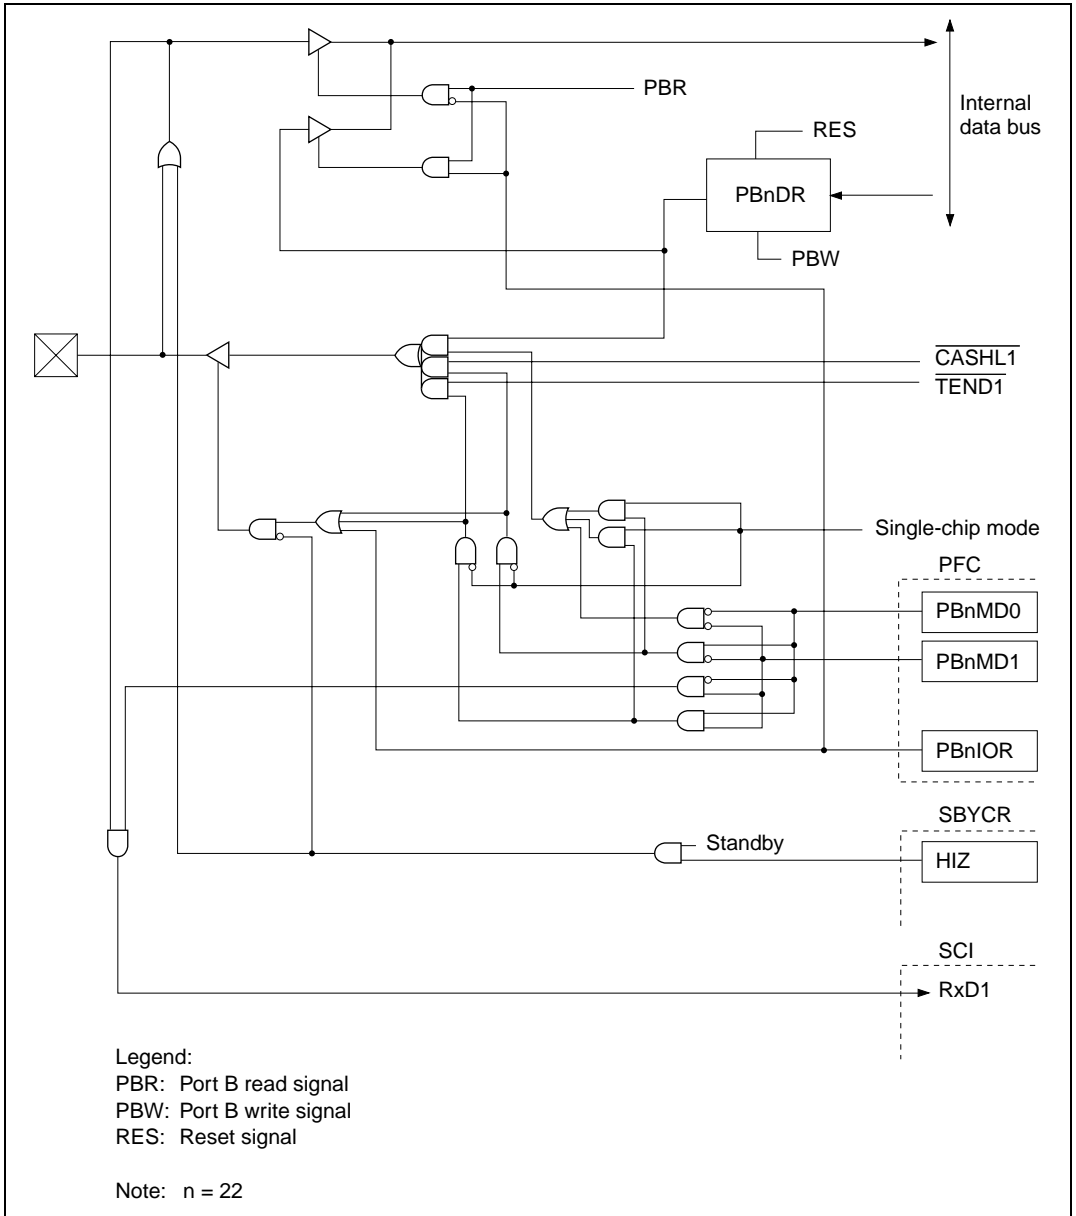 PBR
Internal
data bus
RES
PBnDR
PBW
CASHL1
TEND1
Single-chip mode
PFC
PBnMD0
PBnMD1
PBnIOR
SBYCR
Standby
HIZ
SCI
RxD1
Legend:
PBR: Port B read signal
PBW: Port B write signal
RES: Reset signal
Note: n = 22